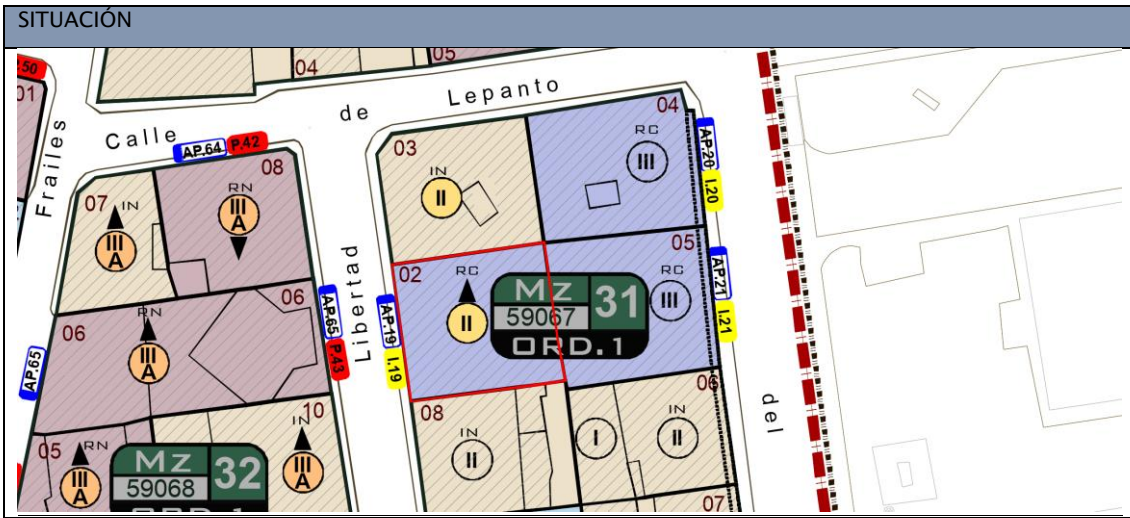 SITUACIÓN
P.50
01
04
05
Frailes
Calle
de
Lepanto
AP.64 P.42
08
07
IN
III
A
RN
III
A
03
IN
II
04
RC
III
AP.20
I.20
Libertad
02
RC
II
Mz
59067
31
ORD.1
05
RC
III
AP.21
I.21
06
06
RN
III
A
AP.65
AP.65
P.43
AP.19
I.19
del
05
RN
III
A
Mz
59068
32
ORD.1
10
IN
III
A
08
IN
II
I
06
IN
II
07